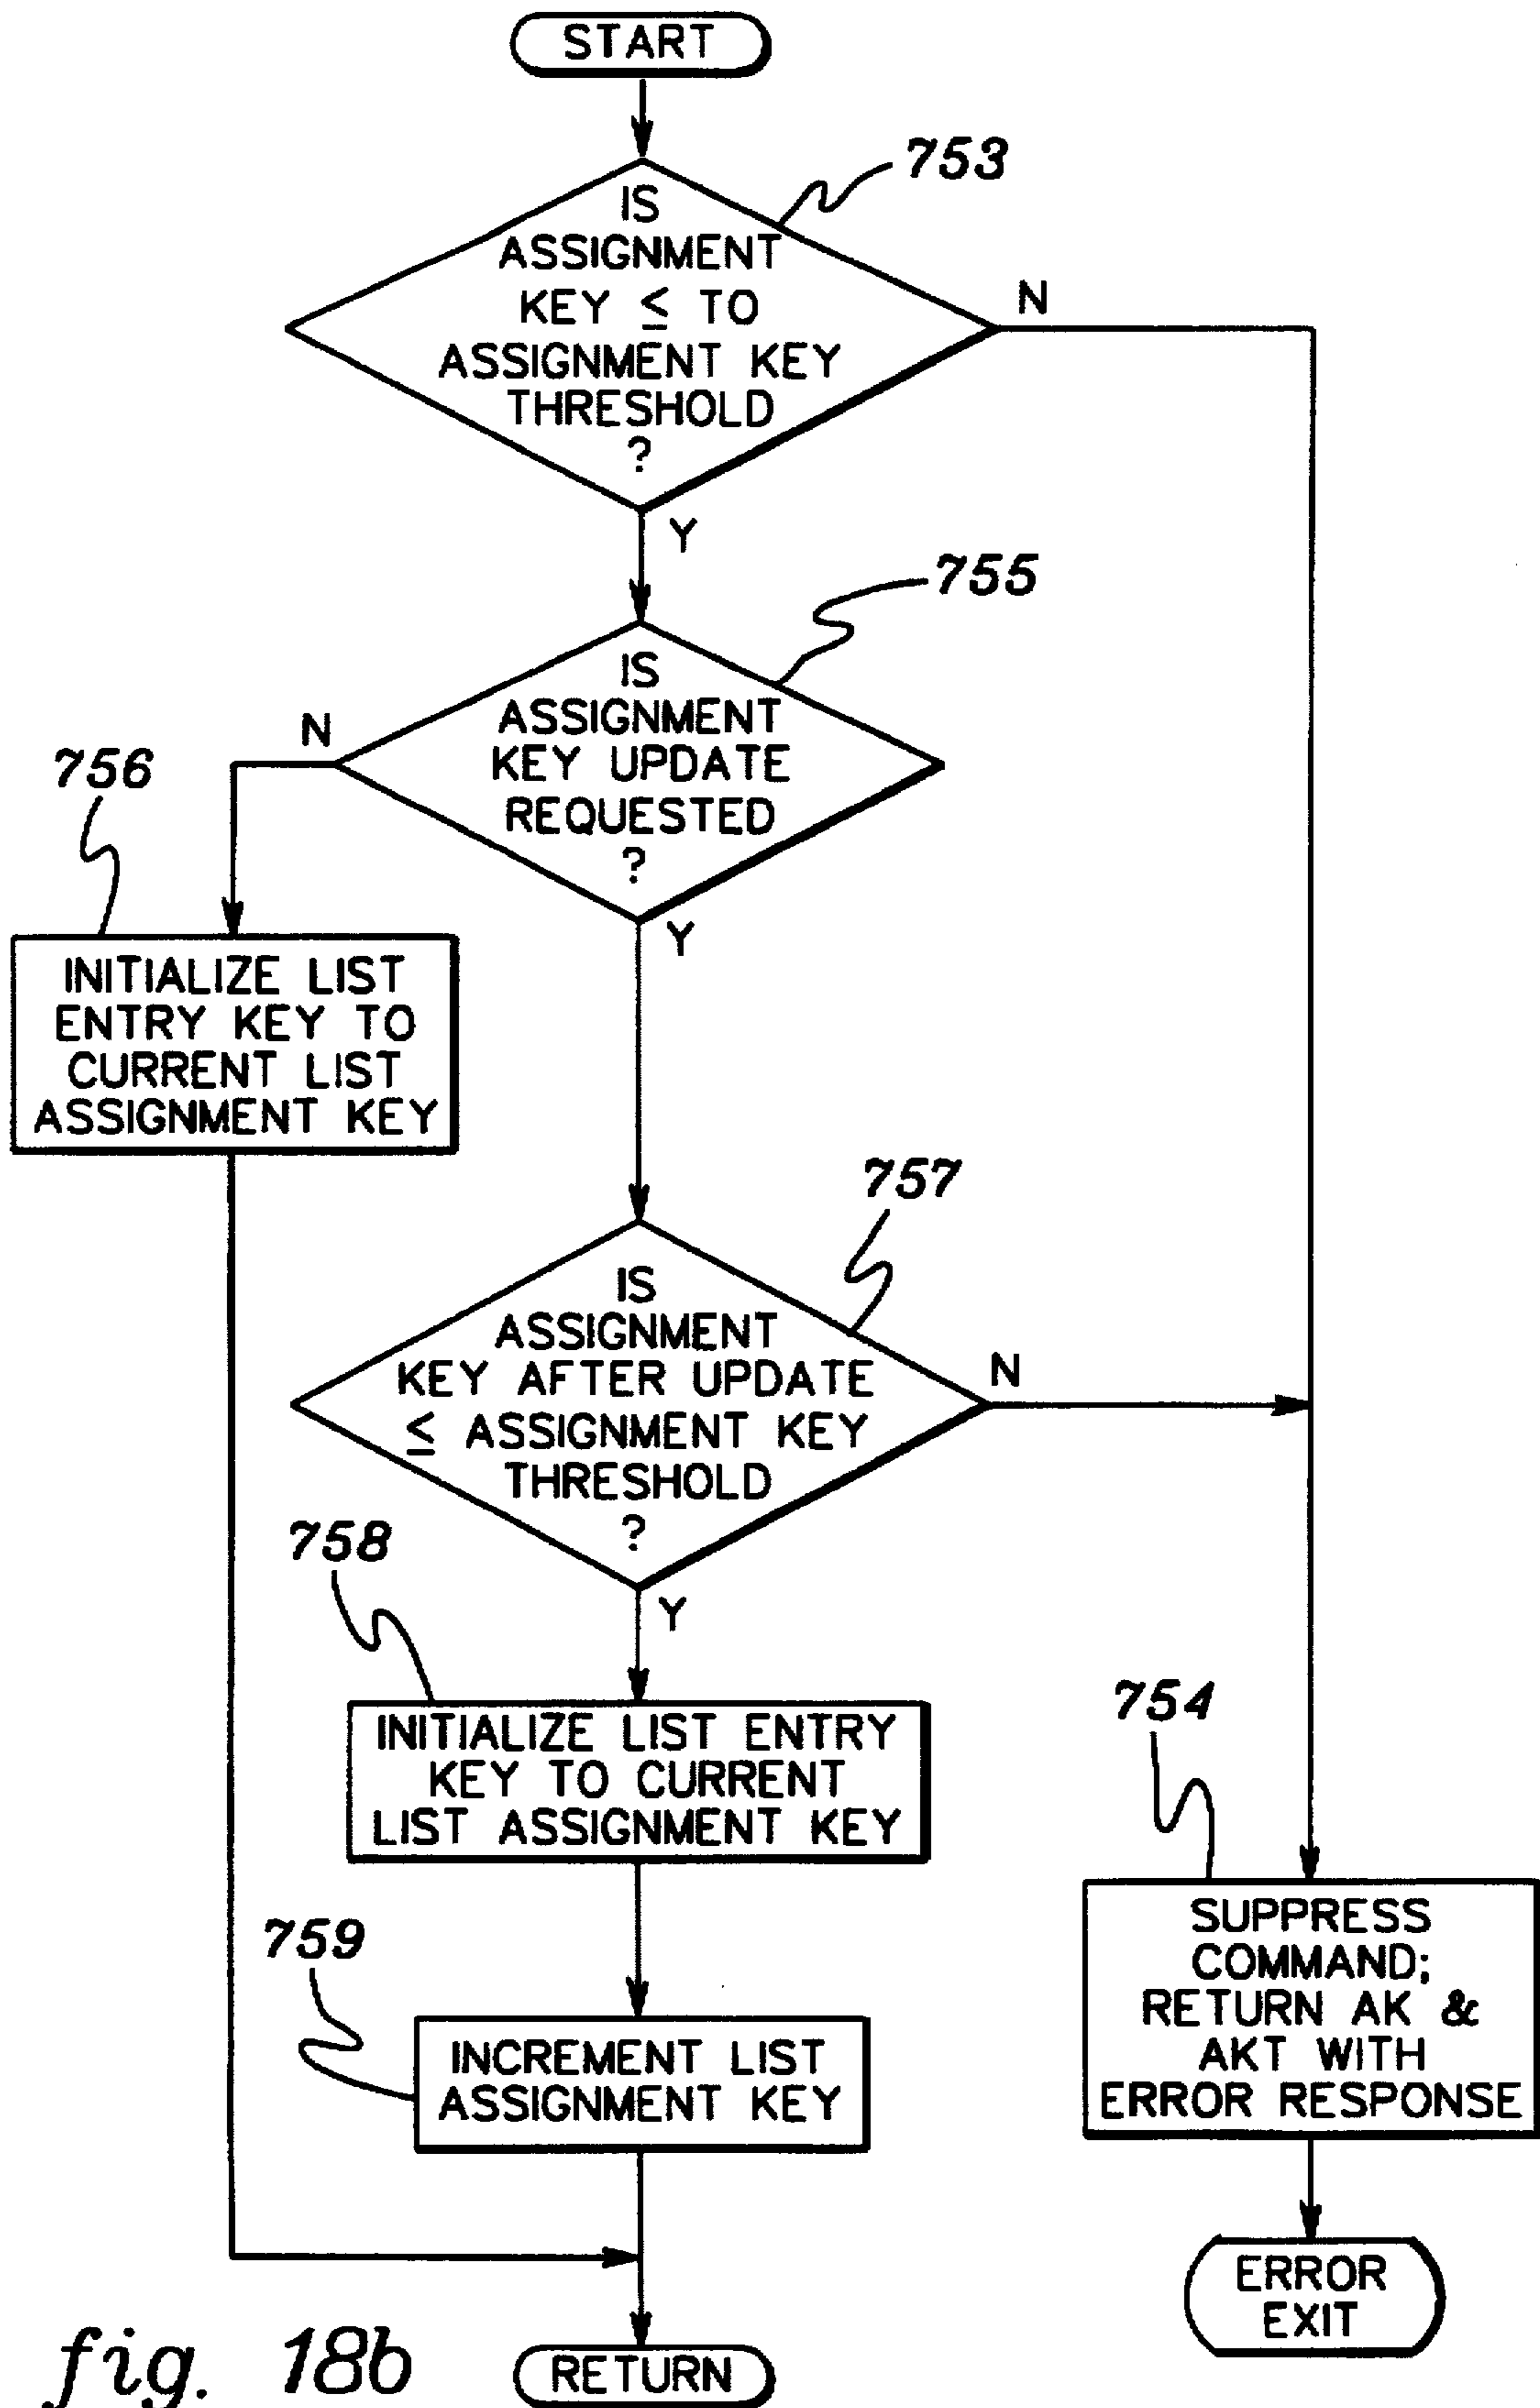 START
753
IS
ASSIGNMENT
KEY ≤ TO
ASSIGNMENT KEY
THRESHOLD
?
N
Y
755
IS
ASSIGNMENT
KEY UPDATE
REQUESTED
?
N
Y
756
INITIALIZE LIST
ENTRY KEY TO
CURRENT LIST
ASSIGNMENT KEY
757
IS
ASSIGNMENT
KEY AFTER UPDATE
≤ ASSIGNMENT KEY
THRESHOLD
?
N
Y
758
INITIALIZE LIST ENTRY
KEY TO CURRENT
LIST ASSIGNMENT KEY
754
SUPPRESS
COMMAND;
RETURN AK &
AKT WITH
ERROR RESPONSE
759
INCREMENT LIST
ASSIGNMENT KEY
ERROR
EXIT
RETURN
fig. 18b